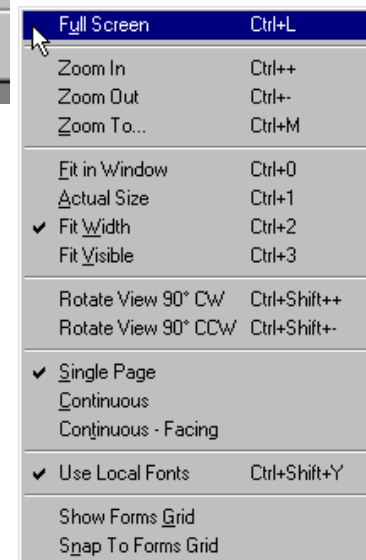 Full Screen Ctrl+L
Zoom In Ctrl++
Zoom Out Ctrl+-
Zoom To... Ctrl+M
Fit in Window Ctrl+0
Actual Size Ctrl+1
Fit Width Ctrl+2
Fit Visible Ctrl+3
Rotate View 90° CW Ctrl+Shift++
Rotate View 90° CCW Ctrl+Shift+-
Single Page
Continuous
Continuous - Facing
Use Local Fonts Ctrl+Shift+Y
Show Forms Grid
Snap To Forms Grid